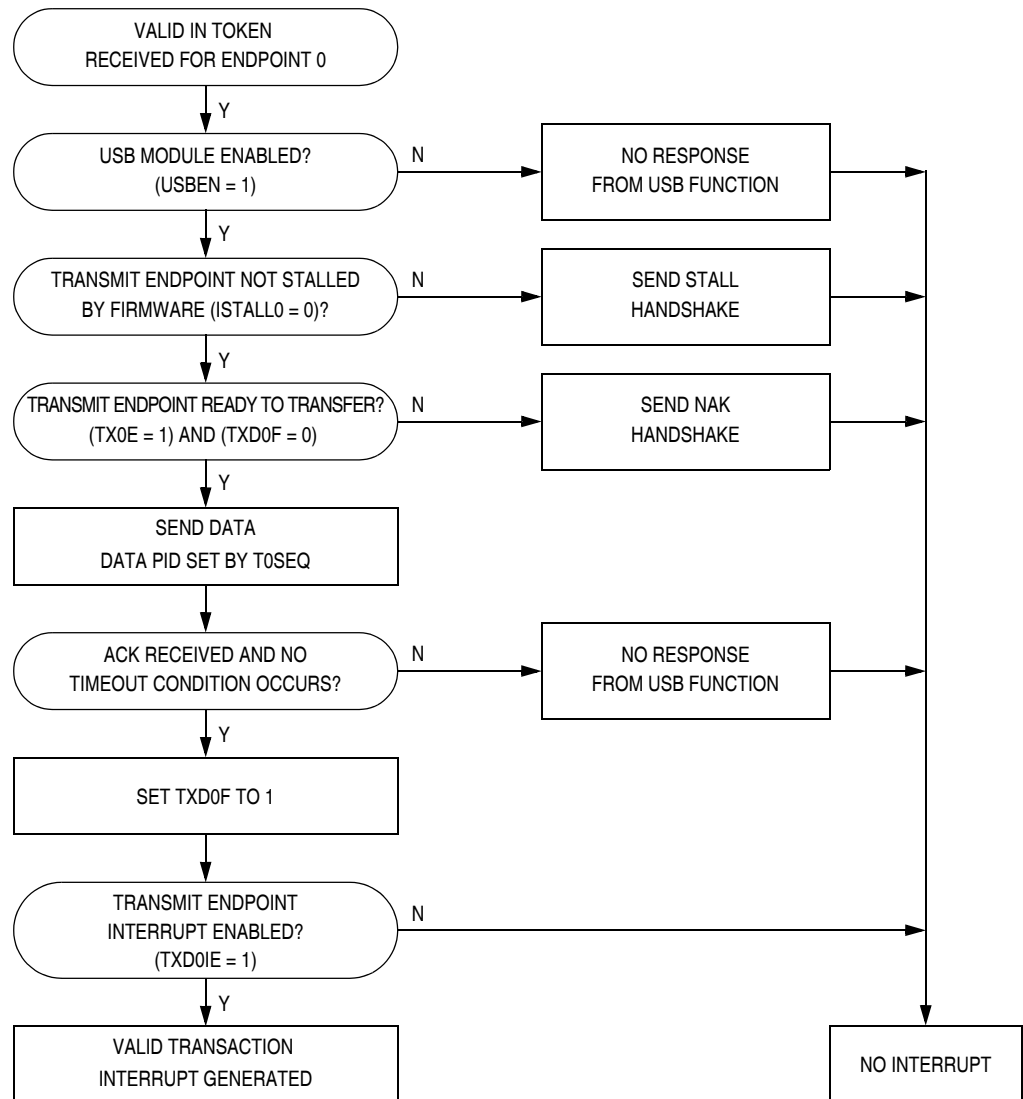 VALID IN TOKEN
RECEIVED FOR ENDPOINT 0
Y
USB MODULE ENABLED?
(USBEN = 1)
N
NO RESPONSE
FROM USB FUNCTION
Y
TRANSMIT ENDPOINT NOT STALLED
BY FIRMWARE (ISTALL0 = 0)?
N
SEND STALL
HANDSHAKE
Y
TRANSMIT ENDPOINT READY TO TRANSFER?
(TX0E = 1) AND (TXD0F = 0)
N
SEND NAK
HANDSHAKE
Y
SEND DATA
DATA PID SET BY T0SEQ
ACK RECEIVED AND NO
TIMEOUT CONDITION OCCURS?
N
NO RESPONSE
FROM USB FUNCTION
Y
SET TXD0F TO 1
TRANSMIT ENDPOINT
INTERRUPT ENABLED?
(TXD0IE = 1)
N
Y
VALID TRANSACTION
INTERRUPT GENERATED
NO INTERRUPT